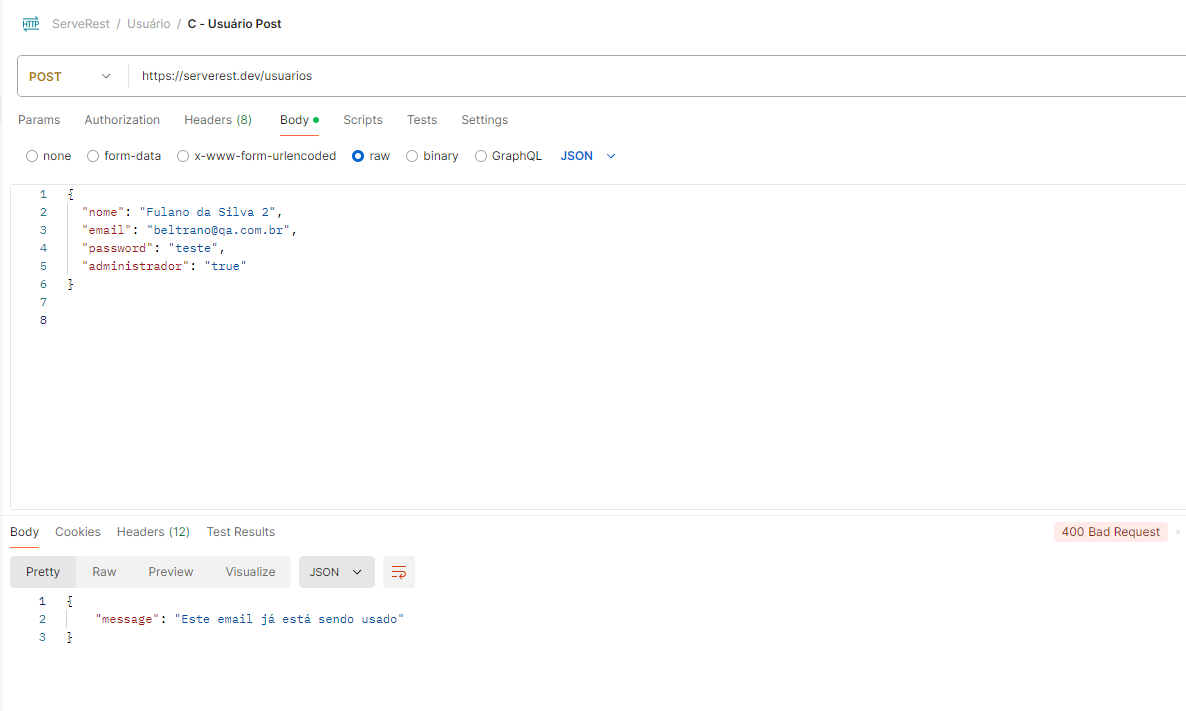 HTTP ServeRest / Usuário / C - Usuário Post
POST https://serverest.dev/usuarios
Params Authorization Headers (8) Body Scripts Tests Settings
none form-data x-www-form-urlencoded raw binary GraphQL JSON
1 {
2 "nome": "Fulano da Silva 2",
3 "email": "beltrano@qa.com.br",
4 "password": "teste",
5 "administrador": "true"
6 }
7
8
Body Cookies Headers (12) Test Results 400 Bad Request
Pretty Raw Preview Visualize JSON
1 {
2 "message": "Este email já está sendo usado"
3 }